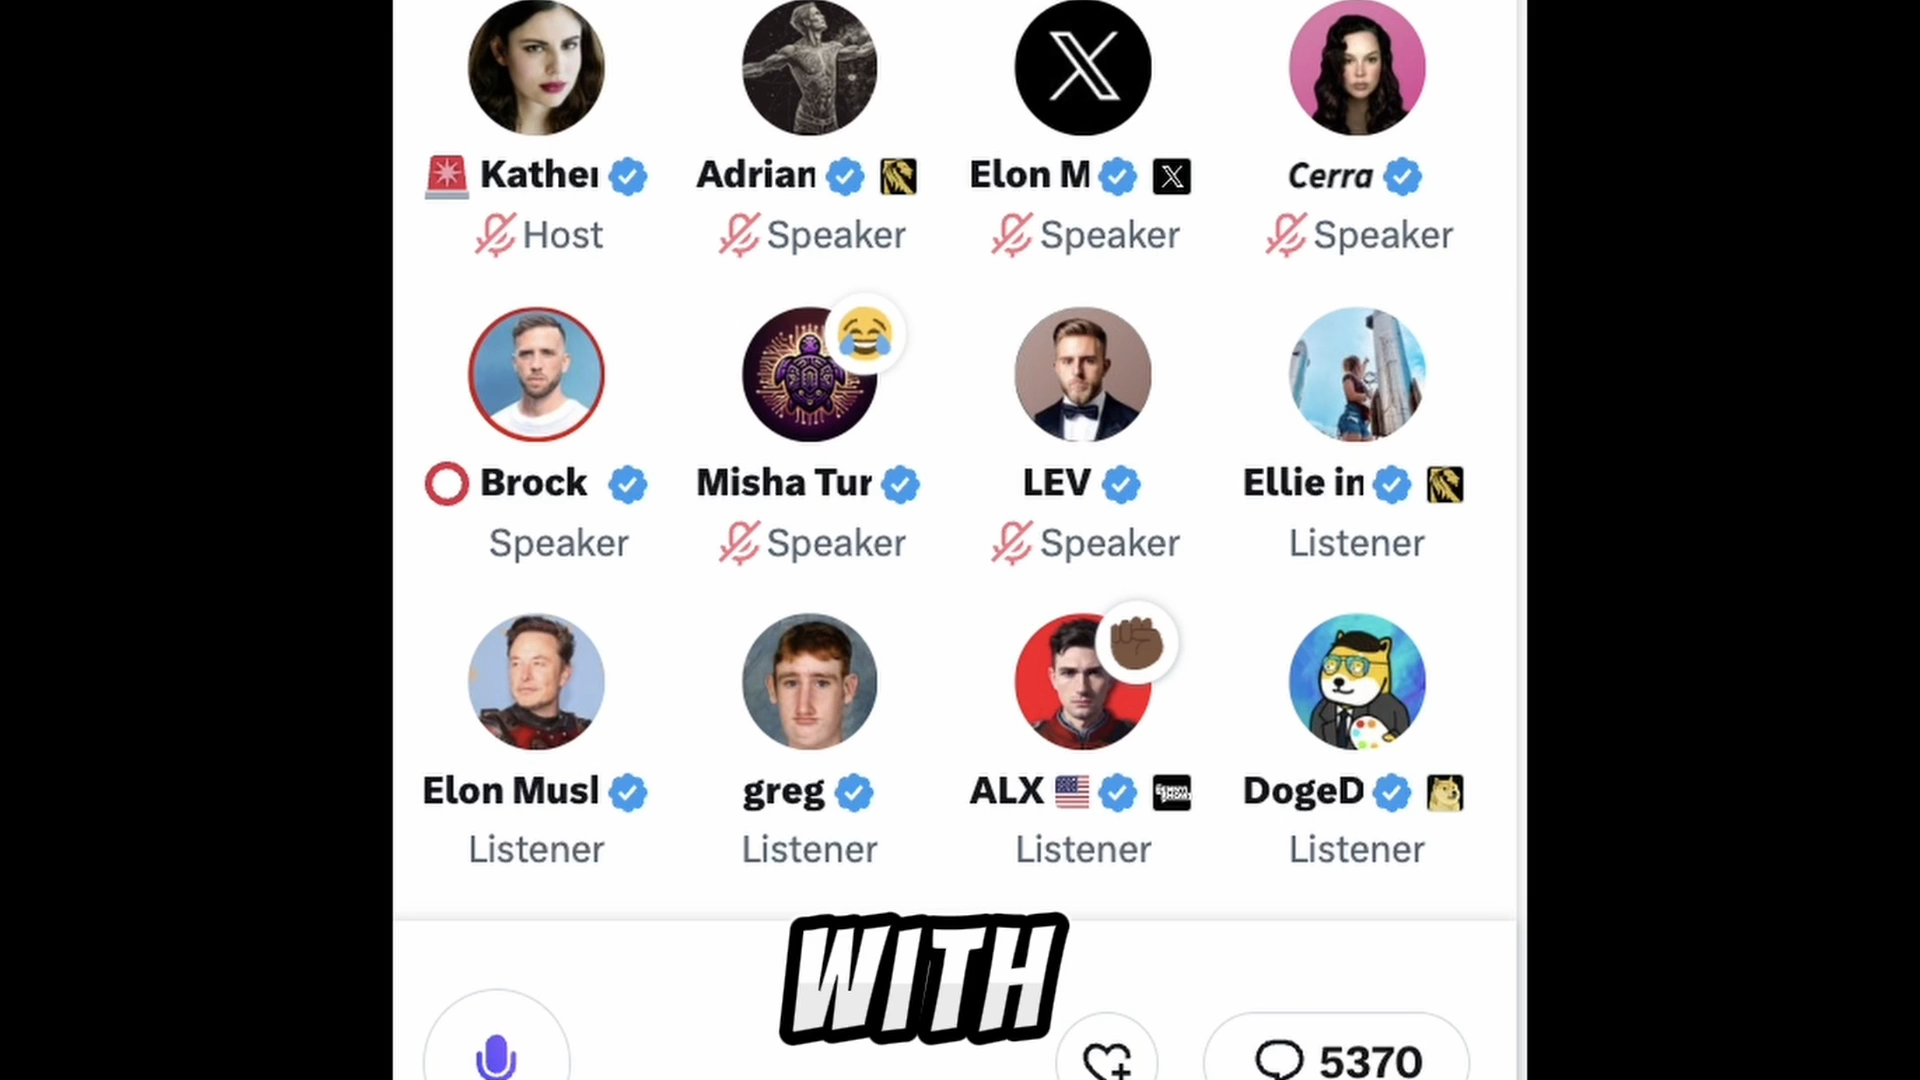 Kather
Adrian
Elon M
Cerra
Host
Speaker
Speaker
Speaker
Brock
Misha Tur
LEV
Ellie in
Speaker
Speaker
Speaker
Listener
Elon Musl
greg
ALX
DogeD
Listener
Listener
Listener
Listener
WITH
5370